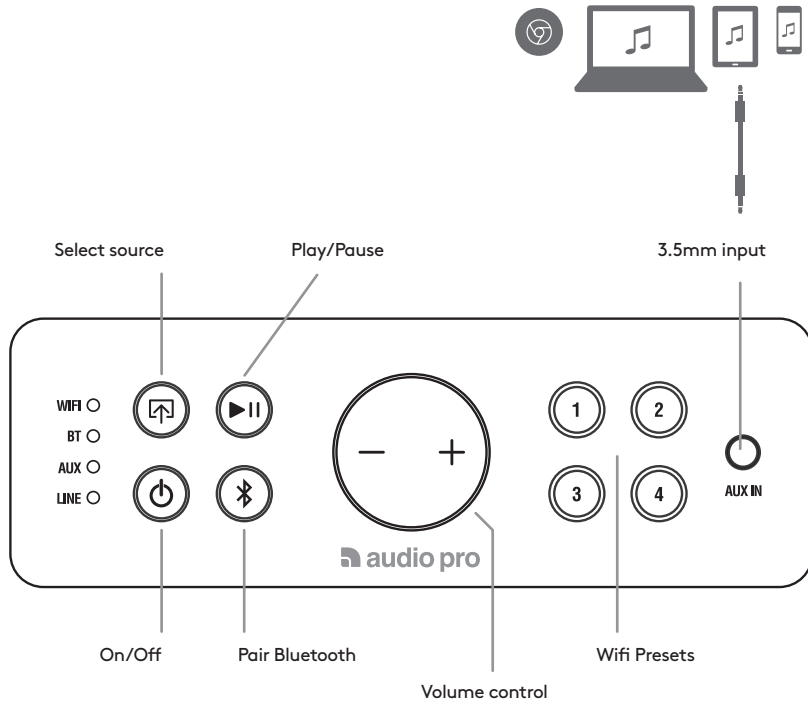 Select source
Play/Pause
3.5mm input
WIFI
BT
AUX
LINE
1
2
3
4
AUX IN
audio pro
On/Off
Pair Bluetooth
Wifi Presets
Volume control